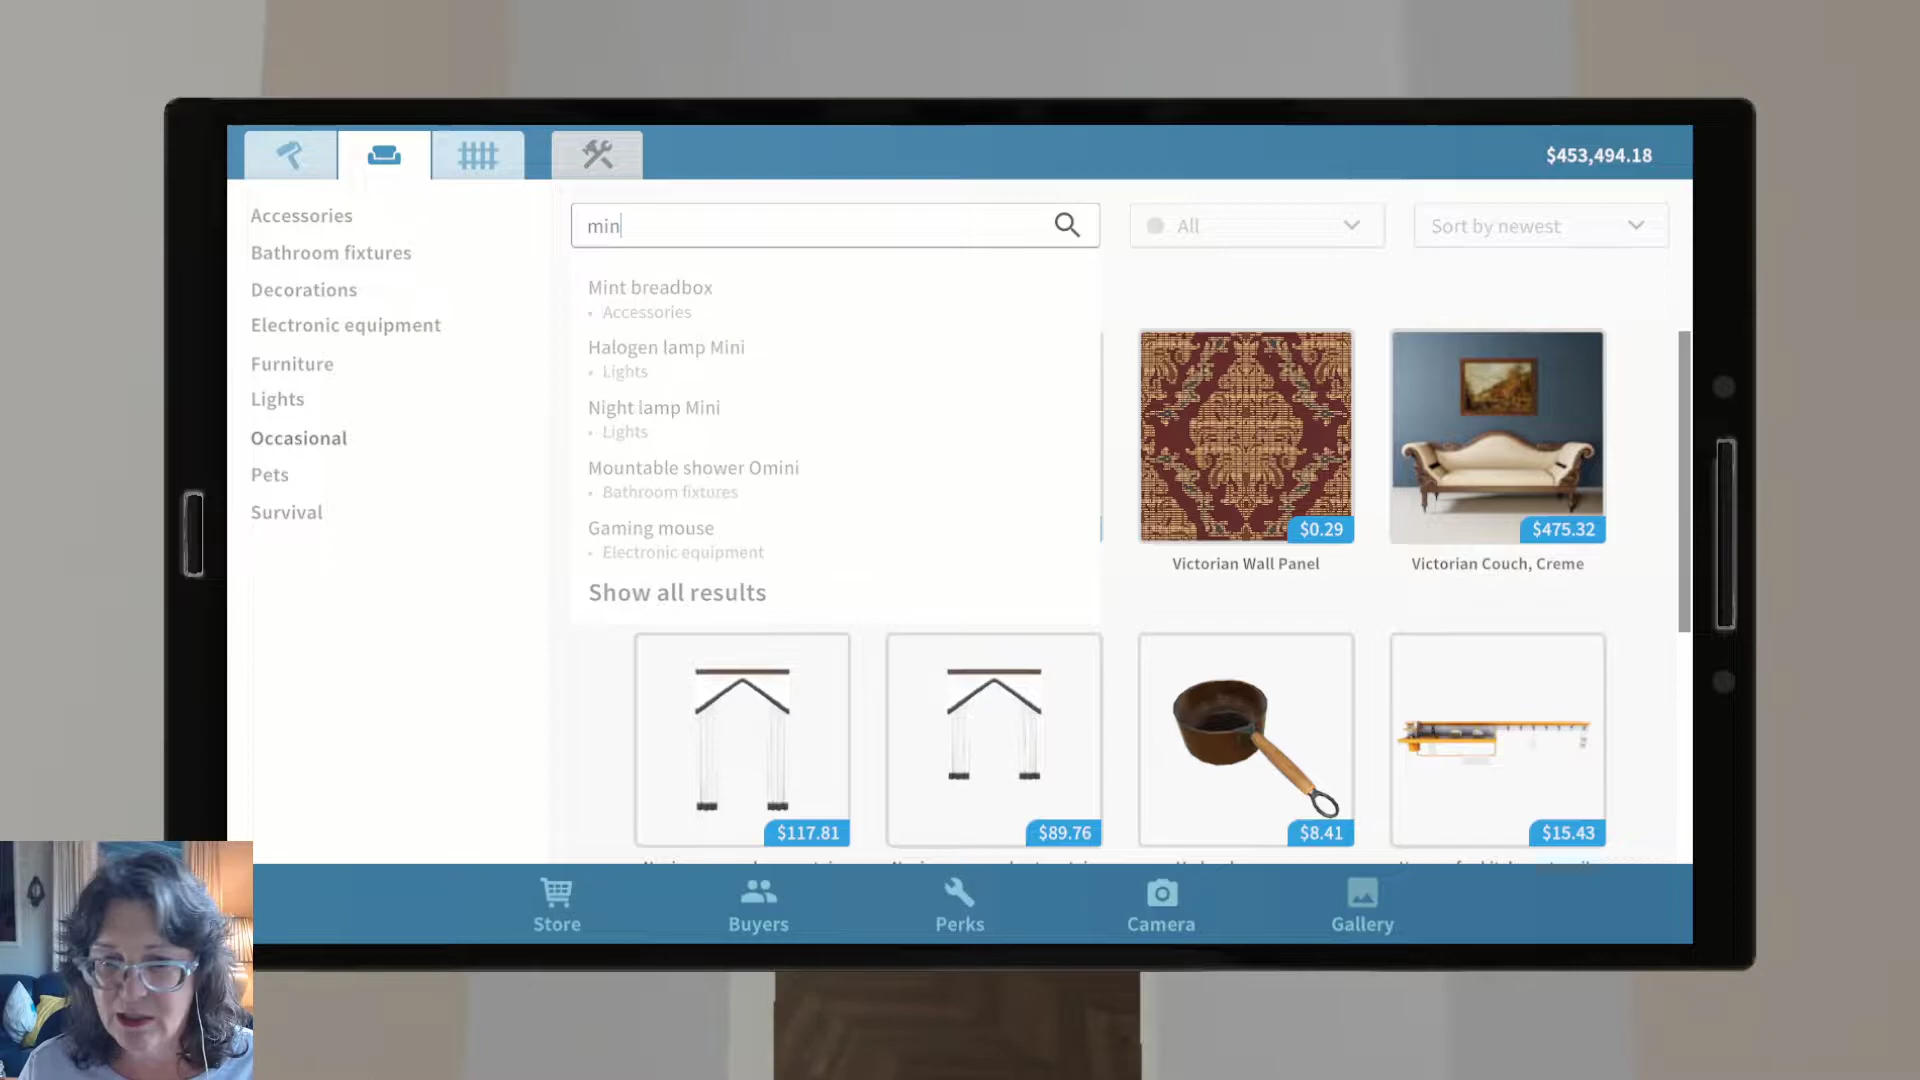 $453,494.18
Accessories
Bathroom fixtures
Decorations
Electronic equipment
Furniture
Lights
Occasional
Pets
Survival
min
All
Sort by newest
Mint breadbox
• Accessories
Halogen lamp Mini
• Lights
Night lamp Mini
• Lights
Mountable shower Omini
• Bathroom fixtures
Gaming mouse
• Electronic equipment
Show all results
$0.29
Victorian Wall Panel
$475.32
Victorian Couch, Creme
$117.81
$89.76
$8.41
$15.43
Store
Buyers
Perks
Camera
Gallery